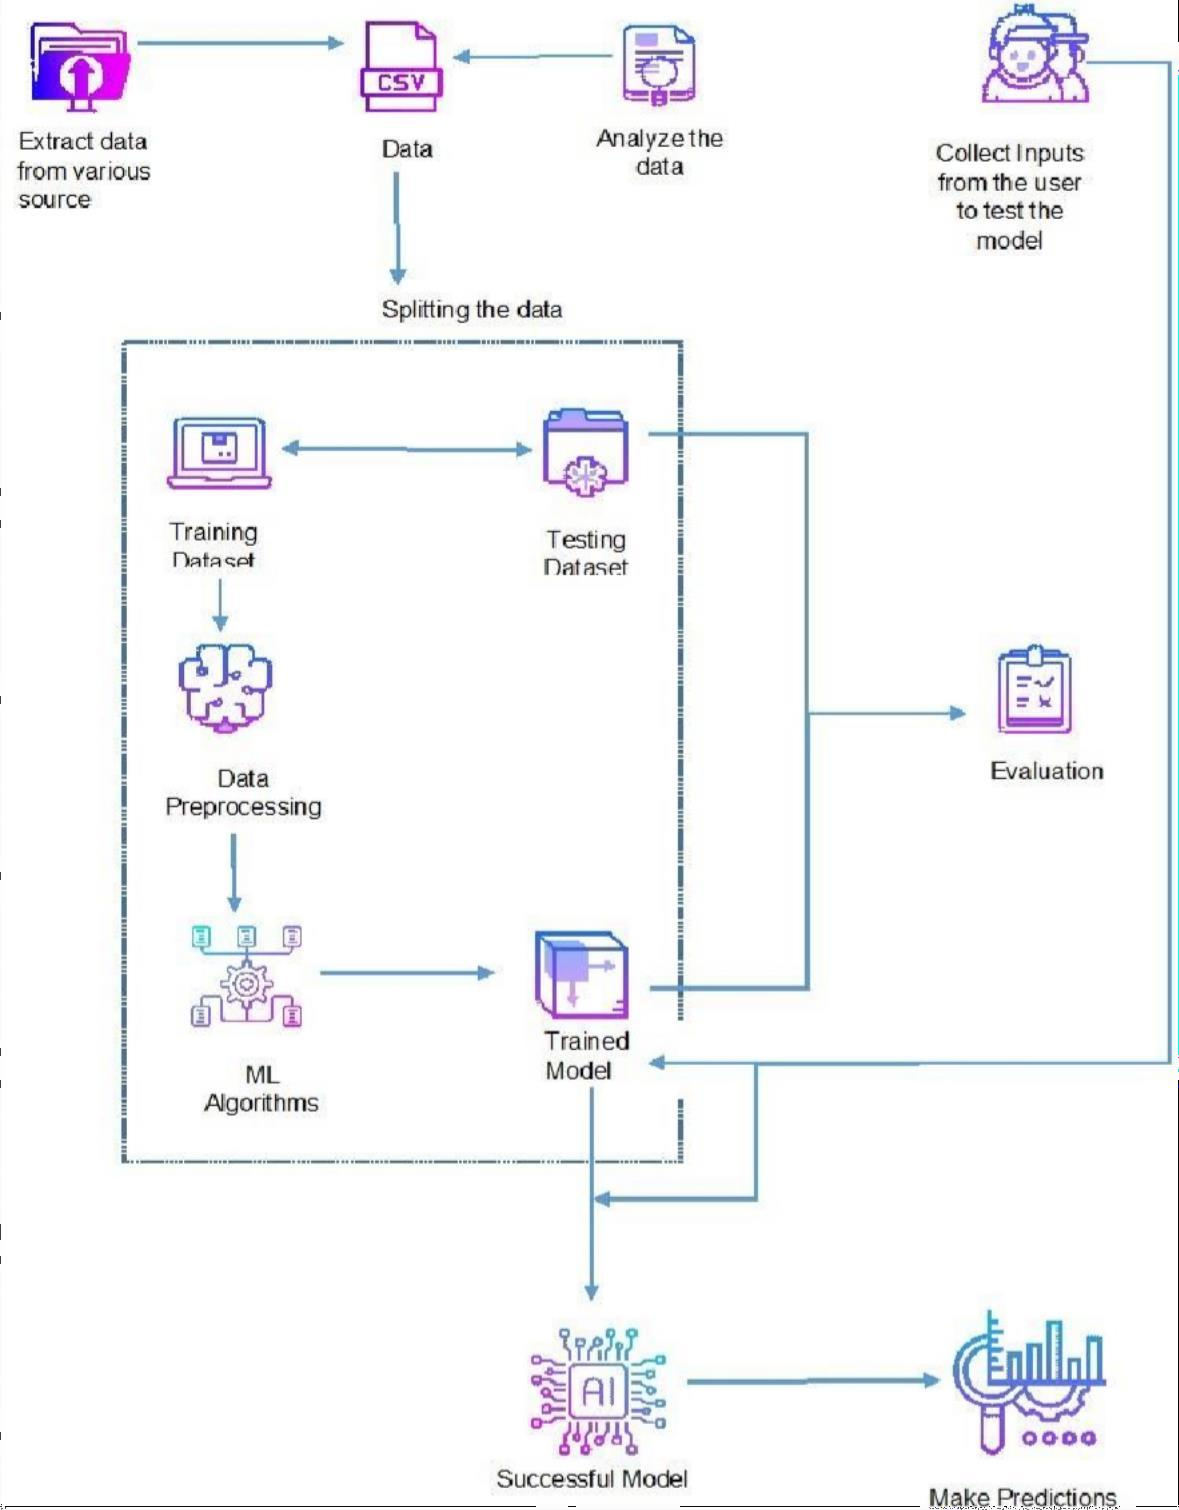 CSV
Extract data
from various
source
Data
Analyze the
data
Collect Inputs
from the user
to test the
model
Splitting the data
Training
Dataset
Testing
Dataset
Data
Preprocessing
Evaluation
ML
Algorithms
Trained
Model
AI
Successful Model
Make Predictions